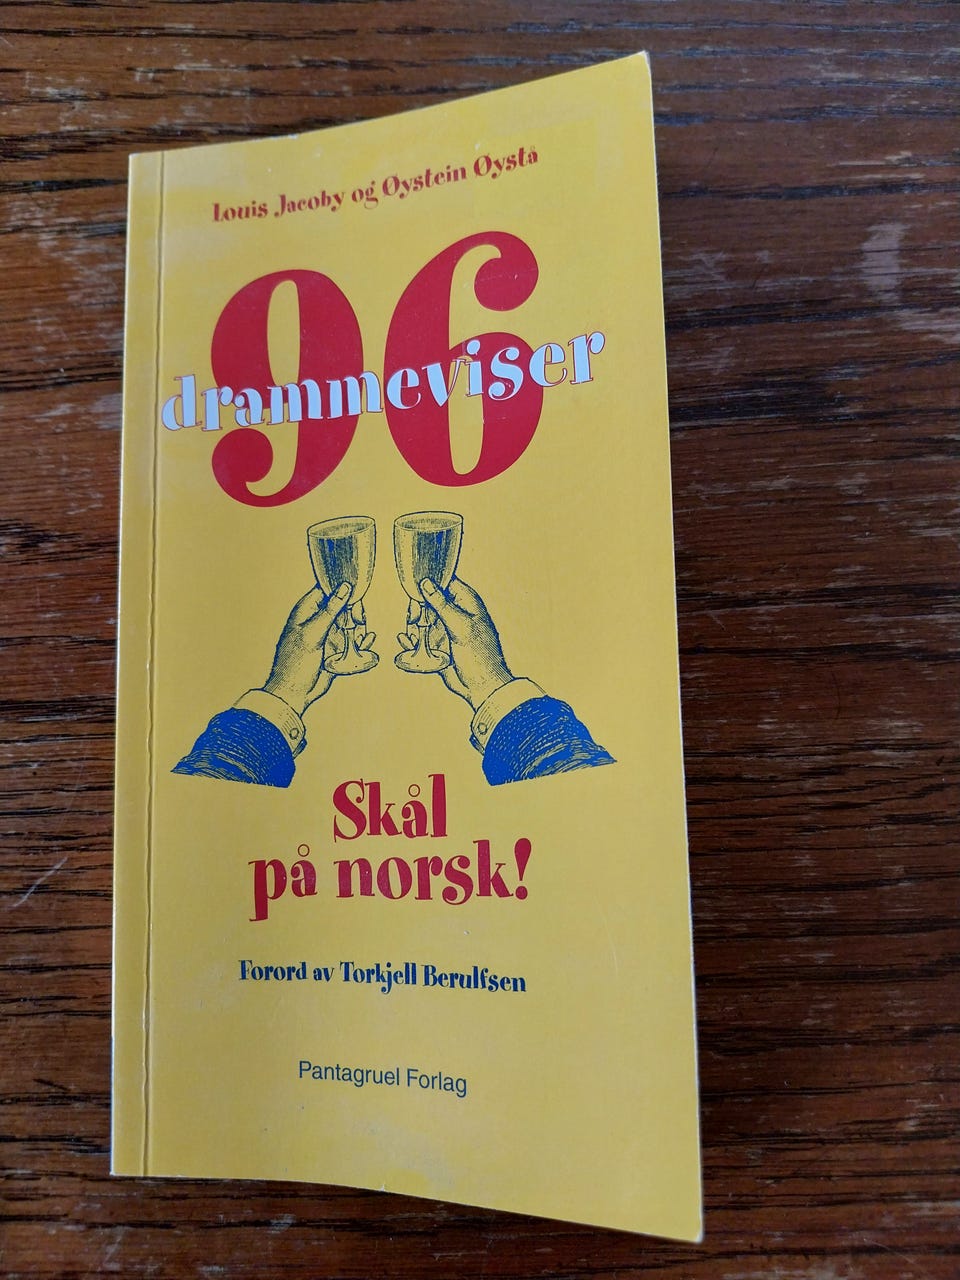 Louis Jacoby og Øystein Øystå
96
drammeviser
Skål
på norsk!
Forord av Torkjell Berulfsen
Pantagruel Forlag